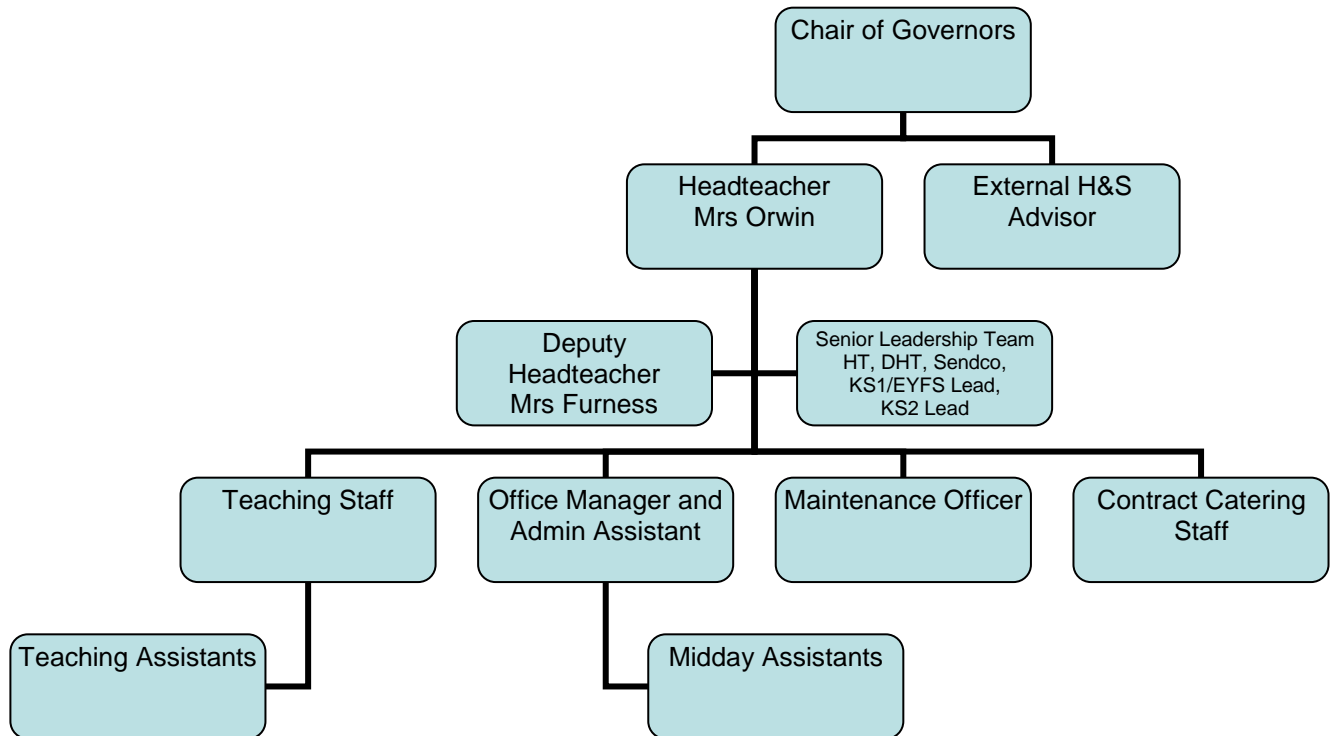 Chair of Governors
Headteacher
Mrs Orwin
External H&S
Advisor
Deputy
Headteacher
Mrs Furness
Senior Leadership Team
HT, DHT, Sendco,
KS1/EYFS Lead,
KS2 Lead
Teaching Staff
Office Manager and
Admin Assistant
Maintenance Officer
Contract Catering
Staff
Teaching Assistants
Midday Assistants